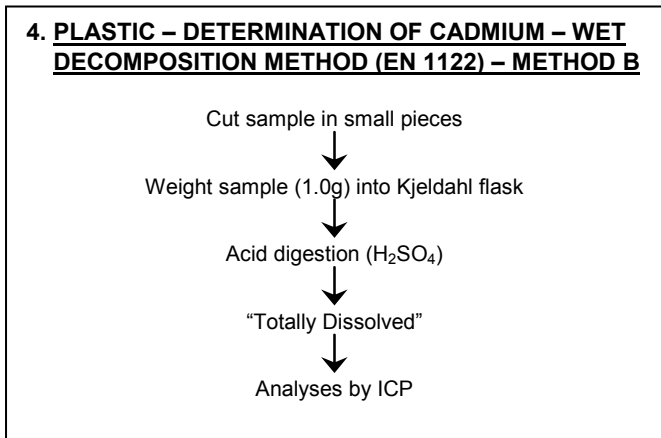 4. PLASTIC – DETERMINATION OF CADMIUM – WET
DECOMPOSITION METHOD (EN 1122) – METHOD B
Cut sample in small pieces
Weight sample (1.0g) into Kjeldahl flask
Acid digestion (H₂SO₄)
“Totally Dissolved”
Analyses by ICP